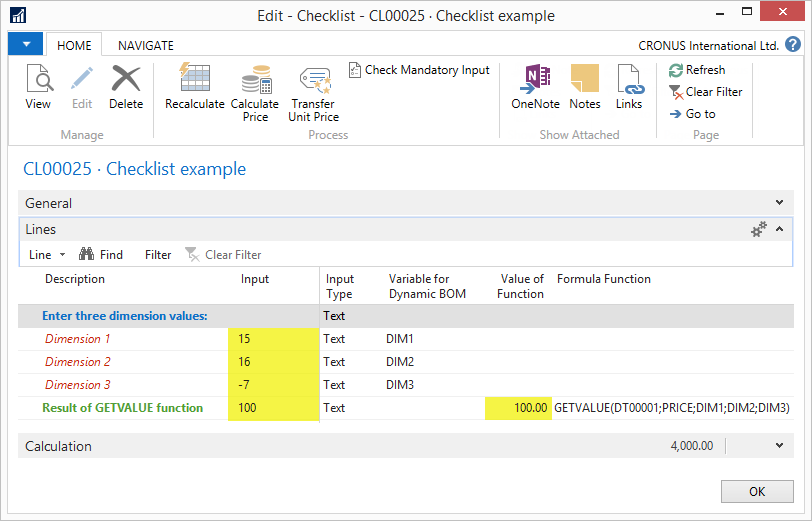 Edit - Checklist - CL00025 · Checklist example
HOME
NAVIGATE
CRONUS International Ltd.
?
View
Edit
Delete
Manage
Recalculate
Calculate
Price
Transfer
Unit Price
Check Mandatory Input
Process
OneNote
Notes
Links
Show Attached
Refresh
Clear Filter
Go to
Page
CL00025 · Checklist example
General
Lines
Line
Find
Filter
Clear Filter
Description
Input
Input
Type
Variable for
Dynamic BOM
Value of
Function
Formula Function
Enter three dimension values: Text
Dimension 1 15 Text DIM1
Dimension 2 16 Text DIM2
Dimension 3 -7 Text DIM3
Result of GETVALUE function 100 Text 100.00 GETVALUE(DT00001;PRICE;DIM1;DIM2;DIM3)
Calculation 4,000.00
OK